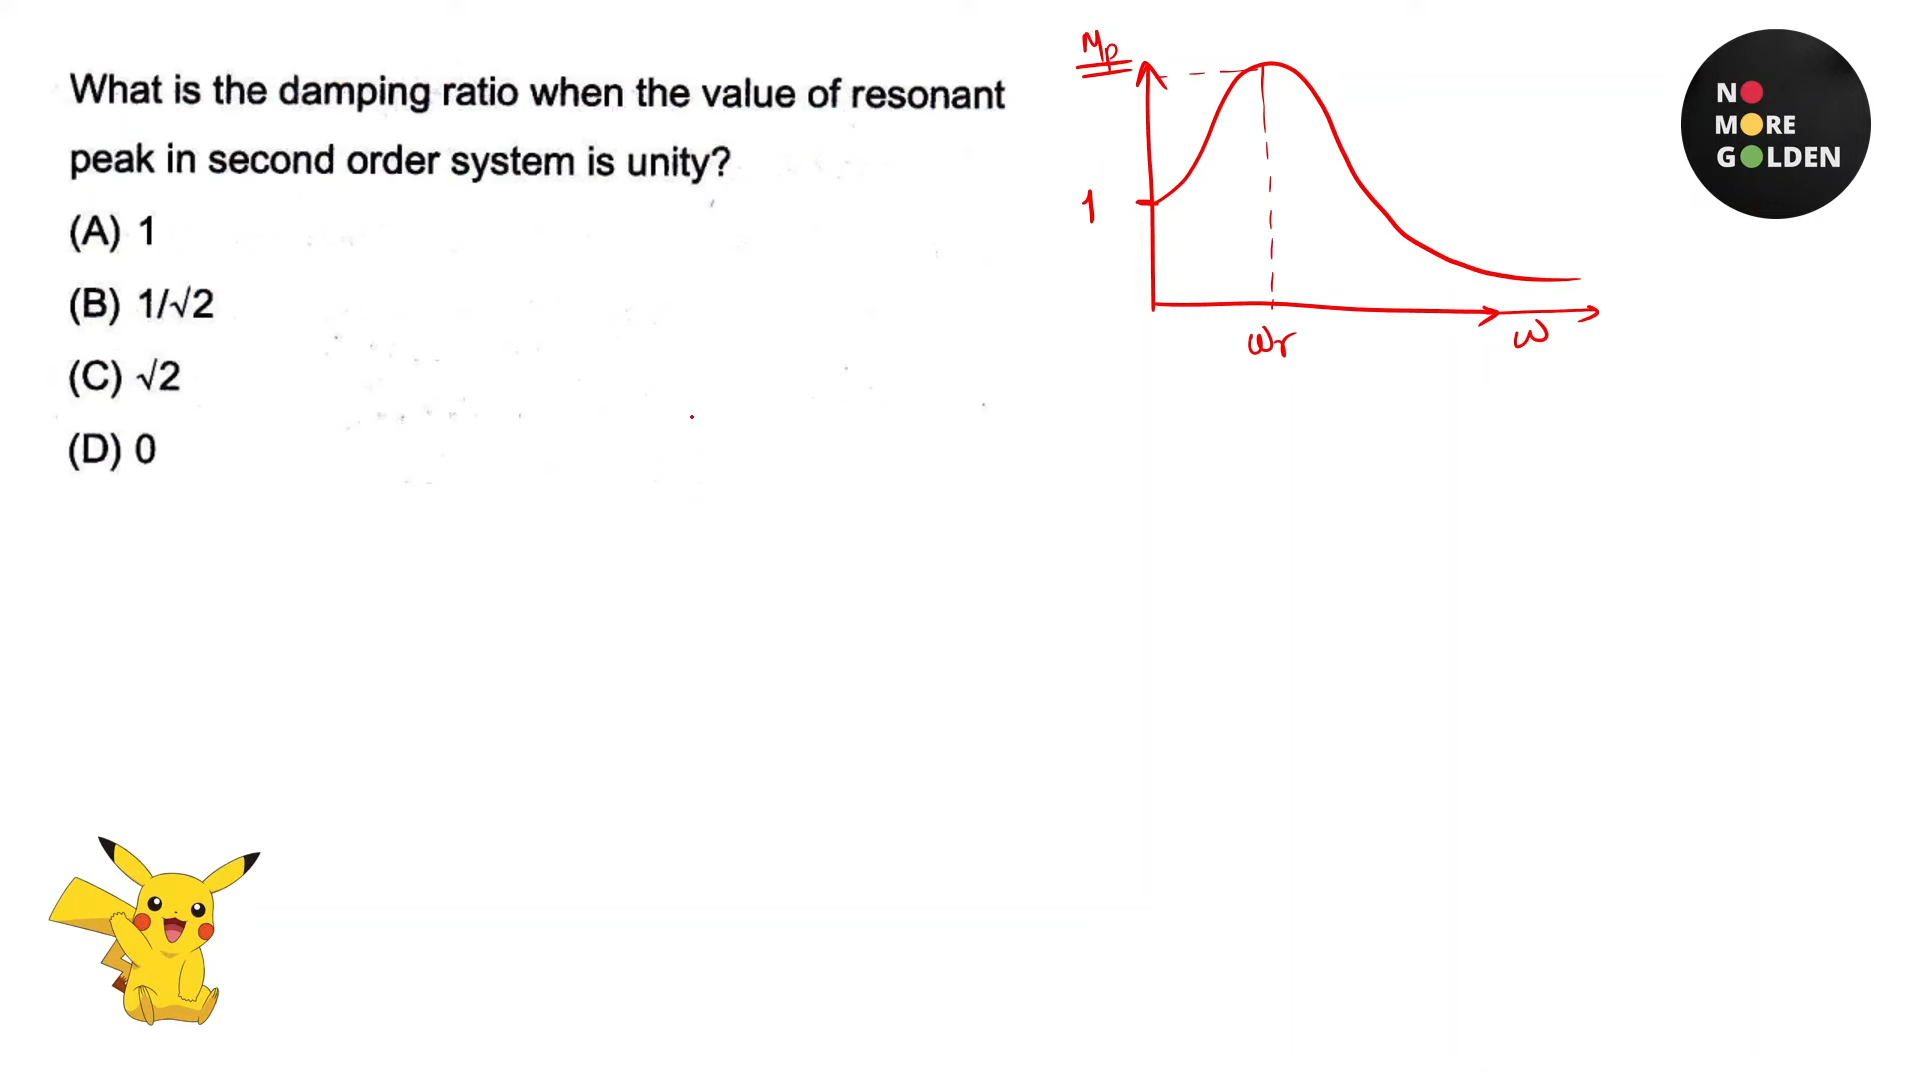 What is the damping ratio when the value of resonant
peak in second order system is unity?
(A) 1
(B) 1/√2
(C) √2
(D) 0
Mp
1
ωr
ω
NO
MORE
GOLDEN